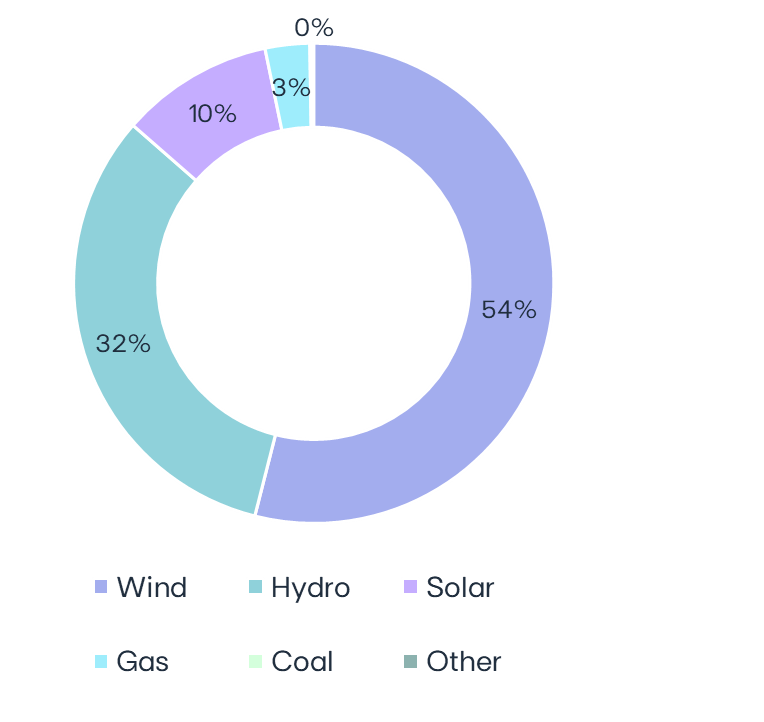 0%
3%
10%
54%
32%
Wind Hydro Solar
Gas Coal Other